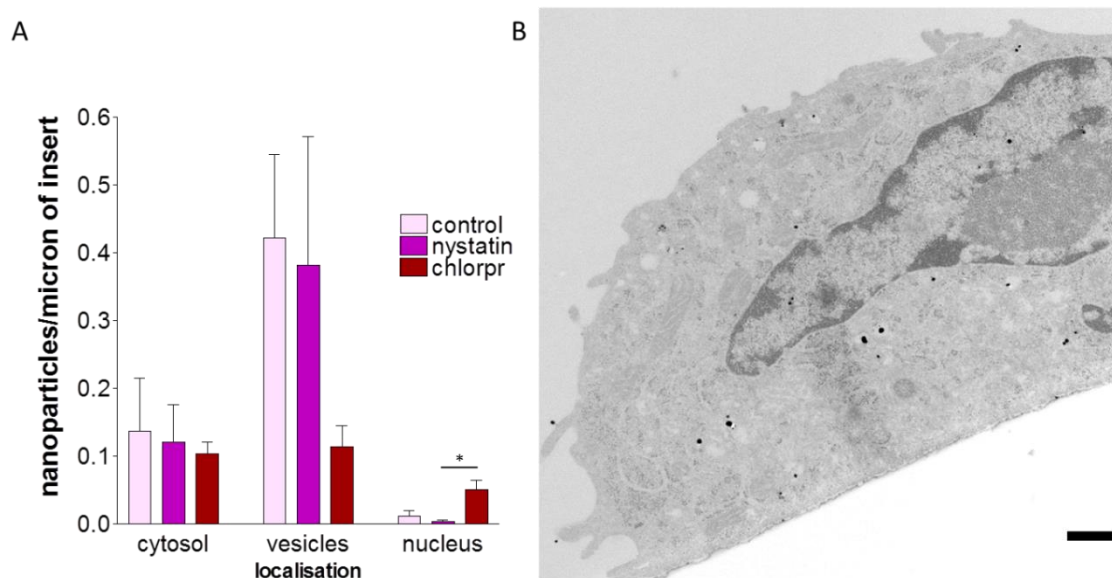 A
B
nanoparticles/micron of insert
0.6
0.5
0.4
0.3
0.2
0.1
0.0
control
nystatin
chlorpr
*
cytosol
vesicles
nucleus
localisation